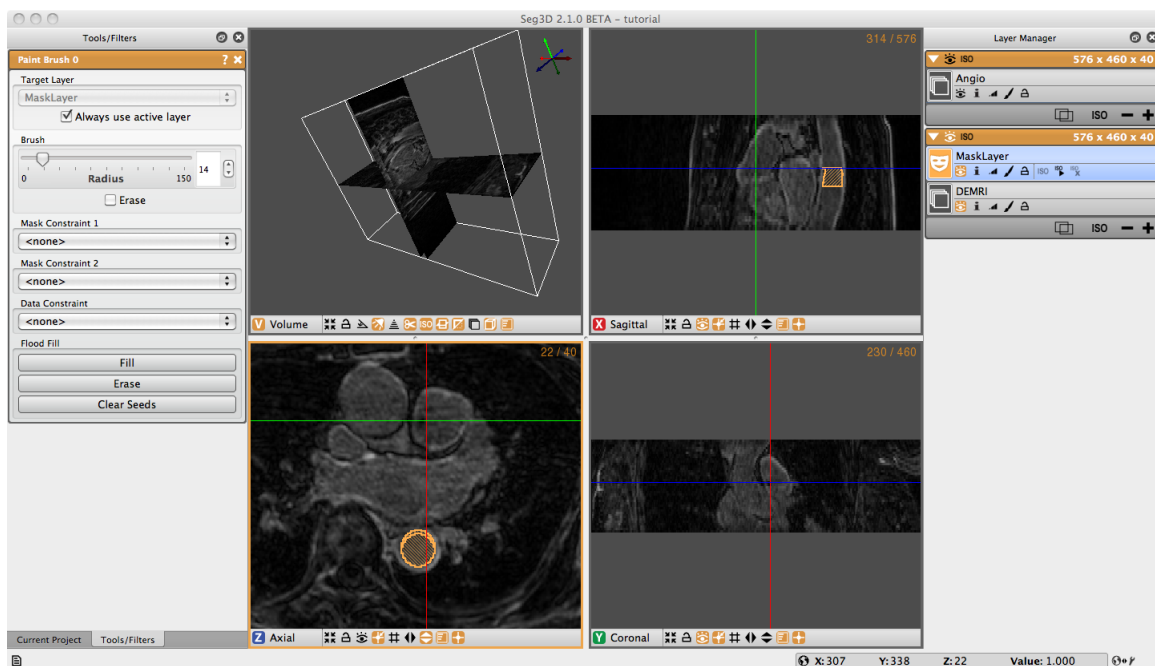 Seg3D 2.1.0 BETA – tutorial
Tools/Filters
Paint Brush 0
?
Target Layer
MaskLayer
Always use active layer
Brush
0 Radius 150
14
Erase
Mask Constraint 1
<none>
Mask Constraint 2
<none>
Data Constraint
<none>
Flood Fill
Fill
Erase
Clear Seeds
Current Project Tools/Filters
V Volume ISO
314 / 576
X Sagittal
22 / 40
Z Axial
230 / 460
Y Coronal
Layer Manager
ISO 576 x 460 x 40
Angio
ISO
ISO 576 x 460 x 40
MaskLayer
ISO
DEMRI
ISO
X: 307 Y: 338 Z: 22 Value: 1.000